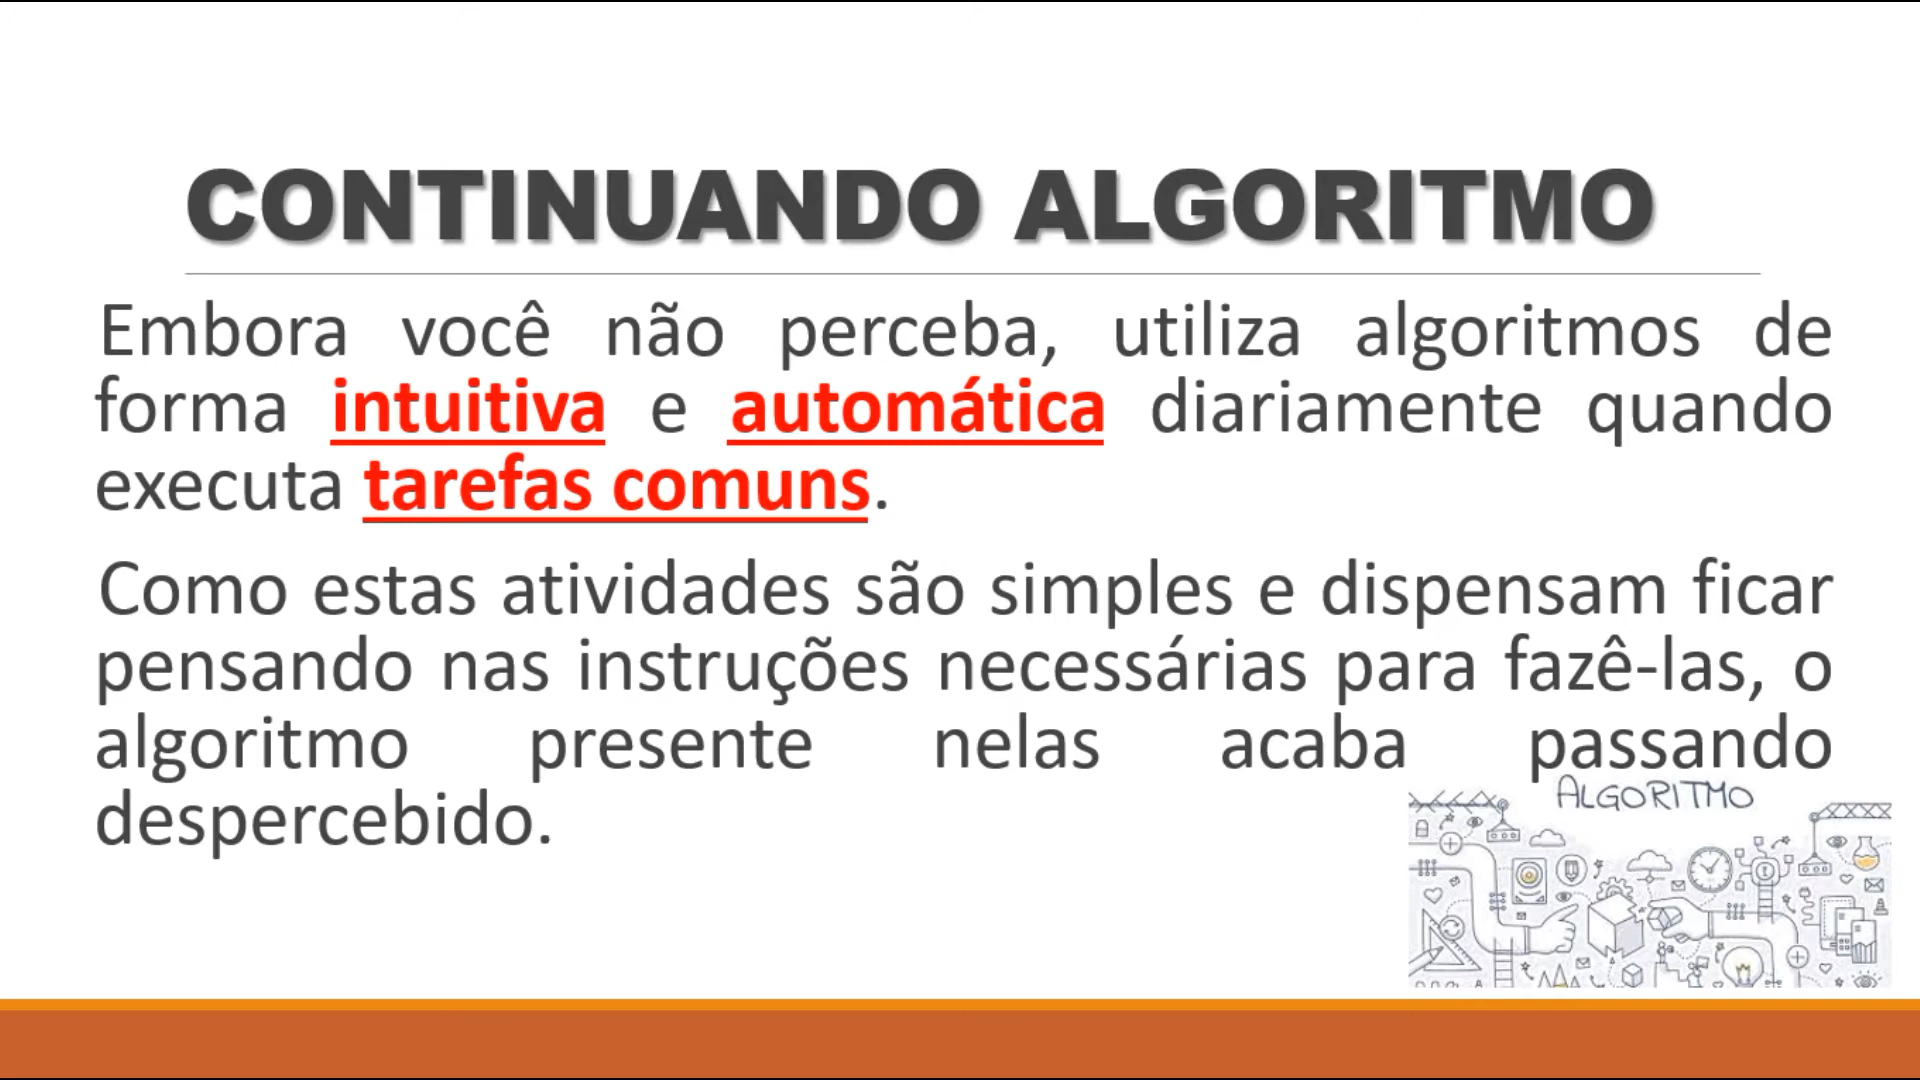 CONTINUANDO ALGORITMO
Embora você não perceba, utiliza algoritmos de
forma intuitiva e automática diariamente quando
executa tarefas comuns.
Como estas atividades são simples e dispensam ficar
pensando nas instruções necessárias para fazê-las, o
algoritmo presente nelas acaba passando
despercebido.
ALGORITMO